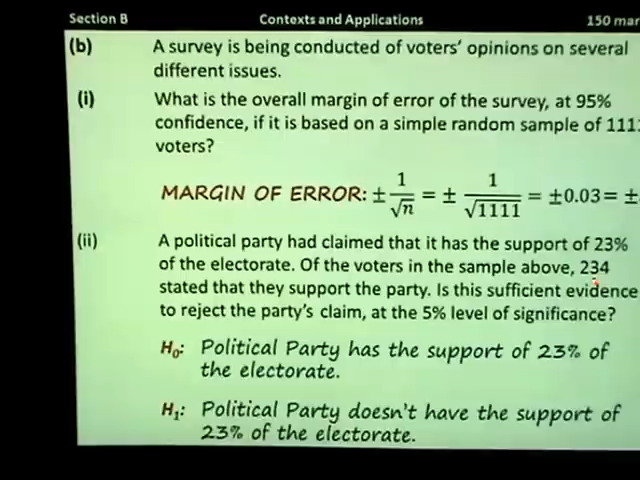 Section B Contexts and Applications 150 mar
(b) A survey is being conducted of voters' opinions on several
different issues.
(i) What is the overall margin of error of the survey, at 95%
confidence, if it is based on a simple random sample of 1111
voters?
MARGIN OF ERROR: ± 1/√n = ± 1/√1111 = ±0.03= ±
(ii) A political party had claimed that it has the support of 23%
of the electorate. Of the voters in the sample above, 234
stated that they support the party. Is this sufficient evidence
to reject the party's claim, at the 5% level of significance?
H₀: Political Party has the support of 23% of
the electorate.
H₁: Political Party doesn't have the support of
23% of the electorate.